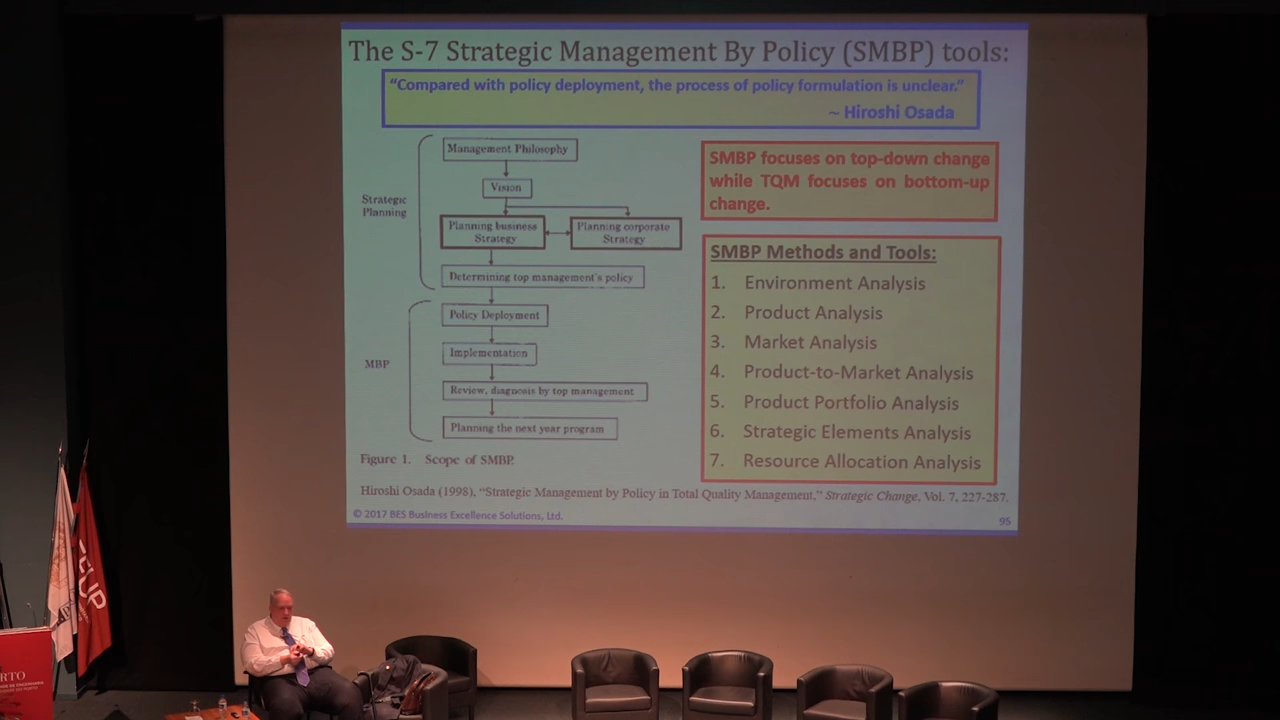 The S-7 Strategic Management By Policy (SMBP) tools:
“Compared with policy deployment, the process of policy formulation is unclear.”
~ Hiroshi Osada
Strategic
Planning
Management Philosophy
Vision
Planning business
Strategy
Planning corporate
Strategy
Determining top management's policy
MBP
Policy Deployment
Implementation
Review, diagnosis by top management
Planning the next year program
Figure 1. Scope of SMBP.
SMBP focuses on top-down change
while TQM focuses on bottom-up
change.
SMBP Methods and Tools:
1. Environment Analysis
2. Product Analysis
3. Market Analysis
4. Product-to-Market Analysis
5. Product Portfolio Analysis
6. Strategic Elements Analysis
7. Resource Allocation Analysis
Hiroshi Osada (1998), “Strategic Management by Policy in Total Quality Management,” Strategic Change, Vol. 7, 227-287.
© 2017 BES Business Excellence Solutions, Ltd.
95
FEUP
RTO